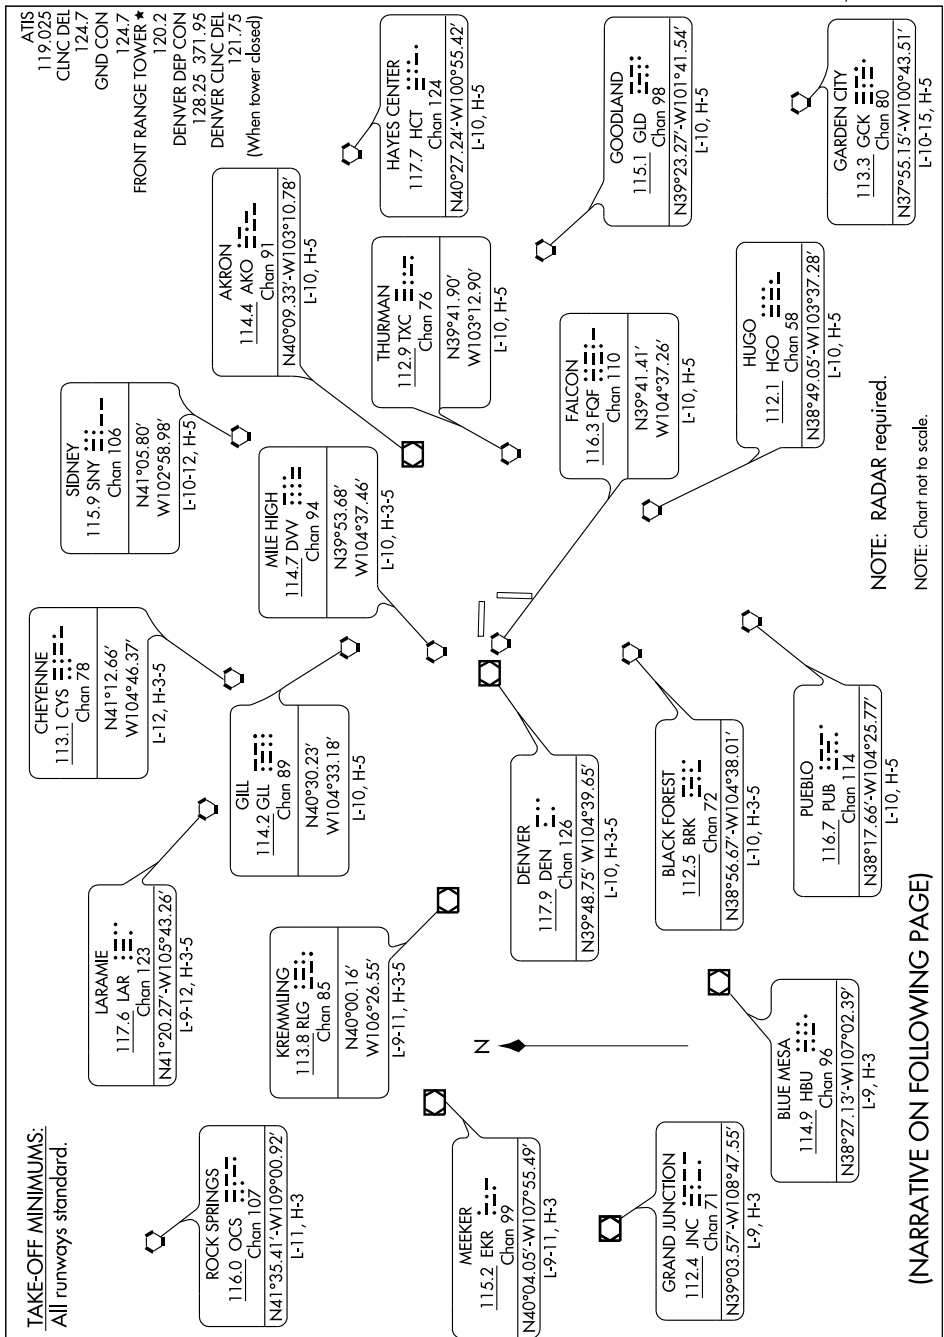 TAKE-OFF MINIMUMS:
All runways standard.
ATIS
119.025
CLNC DEL
124.7
GND CON
124.7
FRONT RANGE TOWER★
120.2
DENVER DEP CON
128.25 371.95
DENVER CLNC DEL
121.75
(When tower closed)
ROCK SPRINGS
116.0 OCS
Chan 107
N41°35.41'-W109°00.92'
L-11, H-3
LARAMIE
117.6 LAR
Chan 123
N41°20.27'-W105°43.26'
L-9-12, H-3-5
CHEYENNE
113.1 CYS
Chan 78
N41°12.66'
W104°46.37'
L-12, H-3-5
SIDNEY
115.9 SNY
Chan 106
N41°05.80'
W102°58.98'
L-10-12, H-5
GILL
114.2 GLL
Chan 89
N40°30.23'
W104°33.18'
L-10, H-5
AKRON
114.4 AKO
Chan 91
N40°09.33'-W103°10.78'
L-10, H-5
KREMMLING
113.8 RLG
Chan 85
N40°00.16'
W106°26.55'
L-9-11, H-3-5
MILE HIGH
114.7 DVV
Chan 94
N39°53.68'
W104°37.46'
L-10, H-3-5
HAYES CENTER
117.7 HCT
Chan 124
N40°27.24'-W100°55.42'
L-10, H-5
THURMAN
112.9 TXC
Chan 76
N39°41.90'
W103°12.90'
L-10, H-5
MEEKER
115.2 EKR
Chan 99
N40°04.05'-W107°55.49'
L-9-11, H-3
N
DENVER
117.9 DEN
Chan 126
N39°48.75' W104°39.65'
L-10, H-3-5
FALCON
116.3 FQF
Chan 110
N39°41.41'
W104°37.26'
L-10, H-5
GOODLAND
115.1 GLD
Chan 98
N39°23.27'-W101°41.54'
L-10, H-5
GRAND JUNCTION
112.4 JNC
Chan 71
N39°03.57'-W108°47.55'
L-9, H-3
BLACK FOREST
112.5 BRK
Chan 72
N38°56.67'-W104°38.01'
L-10, H-3-5
HUGO
112.1 HGO
Chan 58
N38°49.05'-W103°37.28'
L-10, H-5
BLUE MESA
114.9 HBU
Chan 96
N38°27.13'-W107°02.39'
L-9, H-3
PUEBLO
116.7 PUB
Chan 114
N38°17.66'-W104°25.77'
L-10, H-5
GARDEN CITY
113.3 GCK
Chan 80
N37°55.15'-W100°43.51'
L-10-15, H-5
NOTE: RADAR required.
NOTE: Chart not to scale.
(NARRATIVE ON FOLLOWING PAGE)